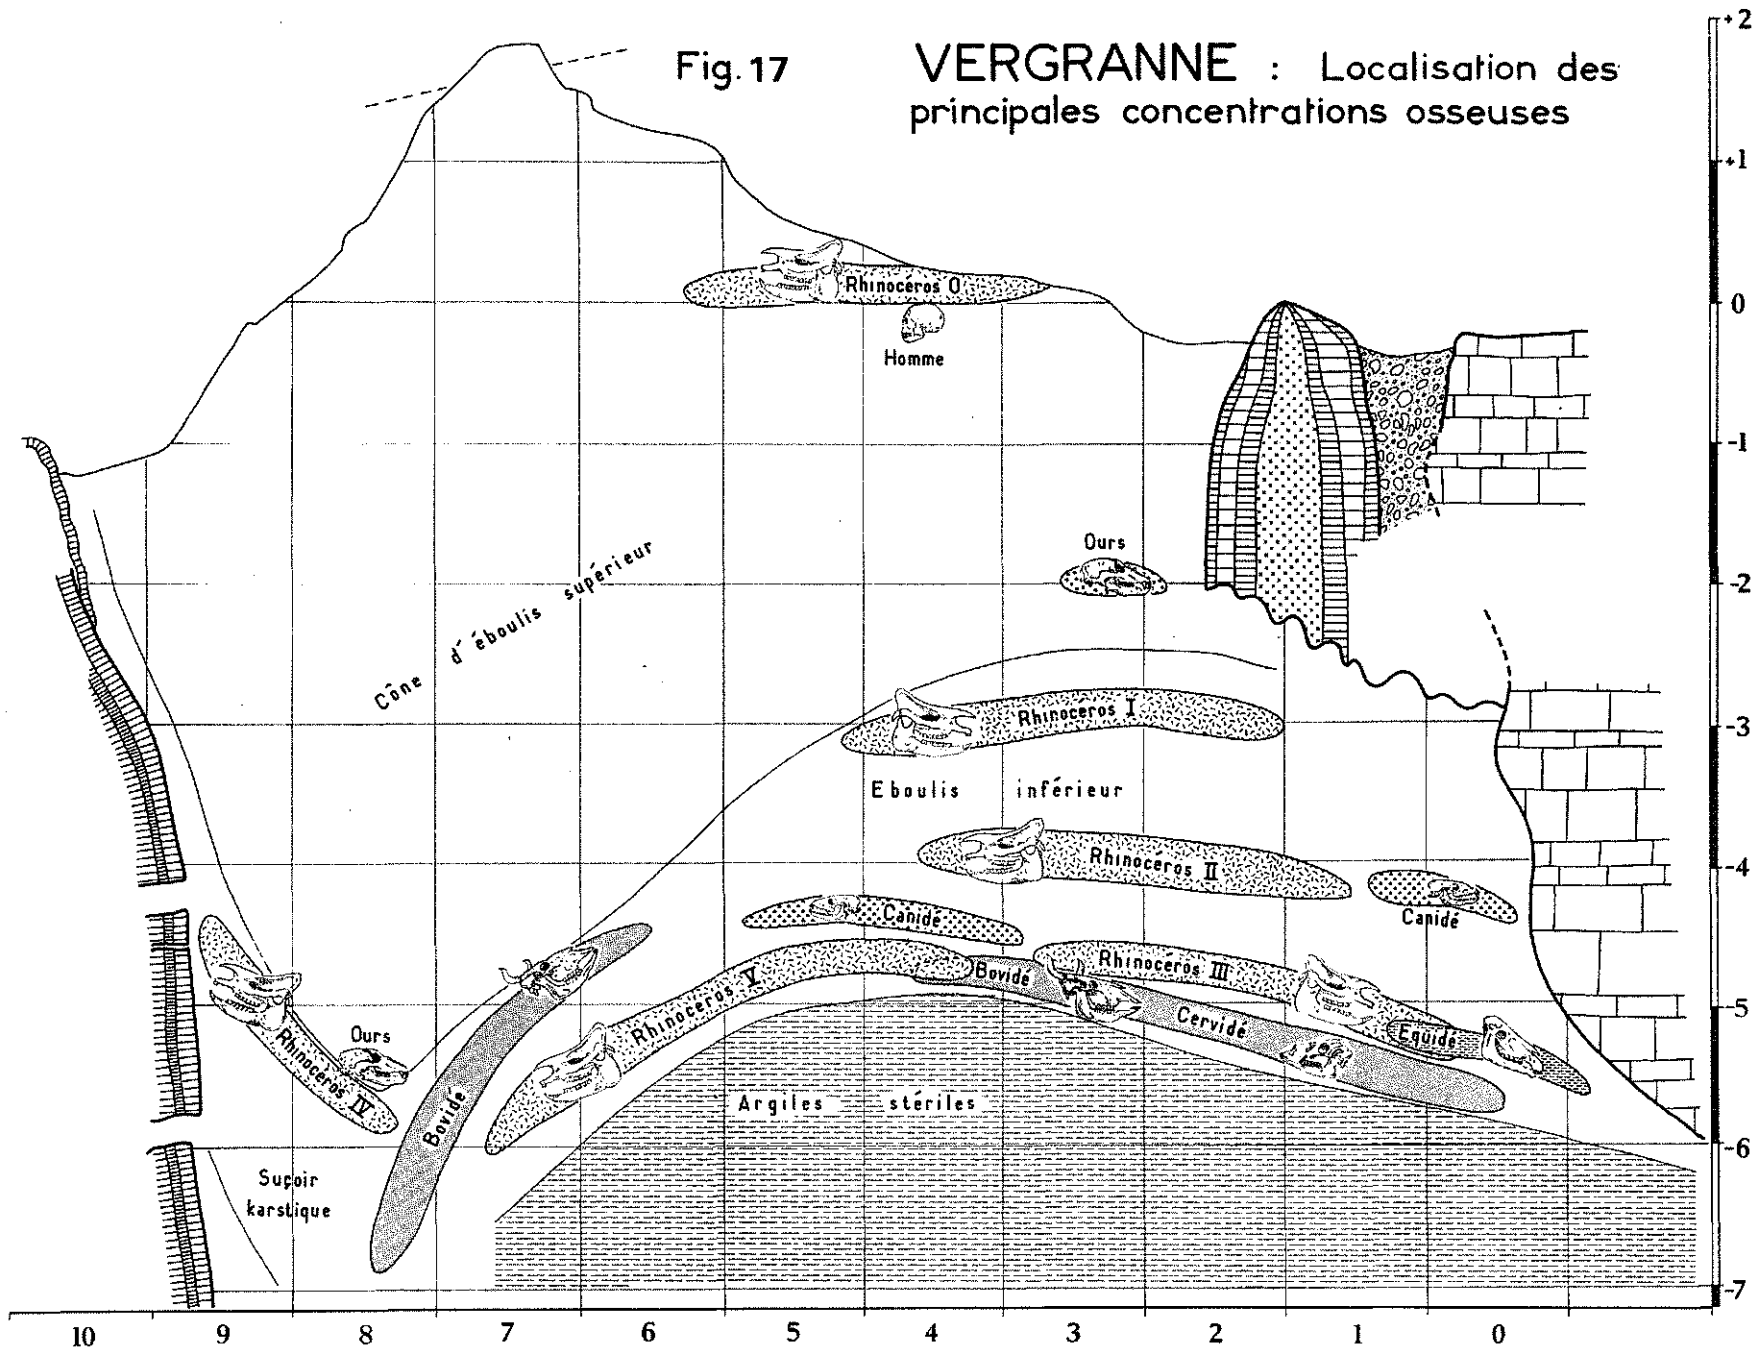 Fig. 17
VERGRANNE : Localisation des
principales concentrations osseuses
+2
+1
0
-1
-2
-3
-4
-5
-6
-7
Rhinocéros 0
Homme
Ours
Cône d'éboulis supérieur
Rhinocéros I
Eboulis inférieur
Rhinocéros II
Canidé
Canidé
Rhinocéros V
Bovidé
Rhinocéros III
Cervidé
Equidé
Rhinocéros IV
Ours
Bovidé
Argiles stériles
Suçoir
karstique
10 9 8 7 6 5 4 3 2 1 0